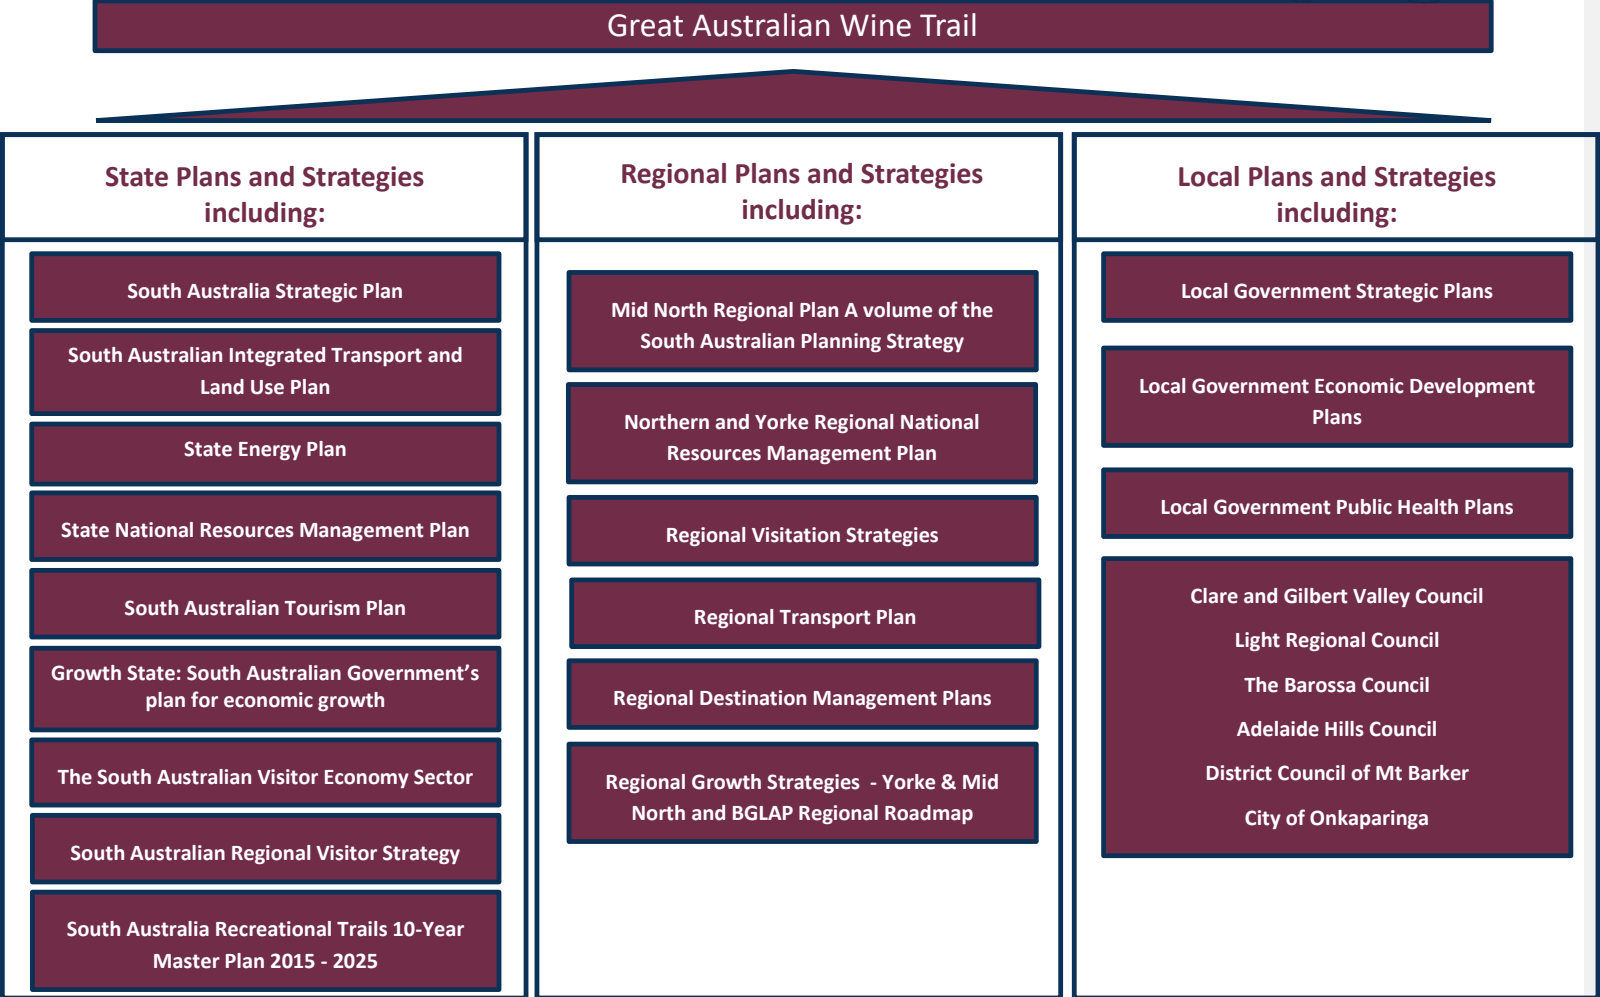 Great Australian Wine Trail
State Plans and Strategies
including:
South Australia Strategic Plan
South Australian Integrated Transport and
Land Use Plan
State Energy Plan
State National Resources Management Plan
South Australian Tourism Plan
Growth State: South Australian Government’s
plan for economic growth
The South Australian Visitor Economy Sector
South Australian Regional Visitor Strategy
South Australia Recreational Trails 10-Year
Master Plan 2015 - 2025
Regional Plans and Strategies
including:
Mid North Regional Plan A volume of the
South Australian Planning Strategy
Northern and Yorke Regional National
Resources Management Plan
Regional Visitation Strategies
Regional Transport Plan
Regional Destination Management Plans
Regional Growth Strategies  - Yorke & Mid
North and BGLAP Regional Roadmap
Local Plans and Strategies
including:
Local Government Strategic Plans
Local Government Economic Development
Plans
Local Government Public Health Plans
Clare and Gilbert Valley Council
Light Regional Council
The Barossa Council
Adelaide Hills Council
District Council of Mt Barker
City of Onkaparinga